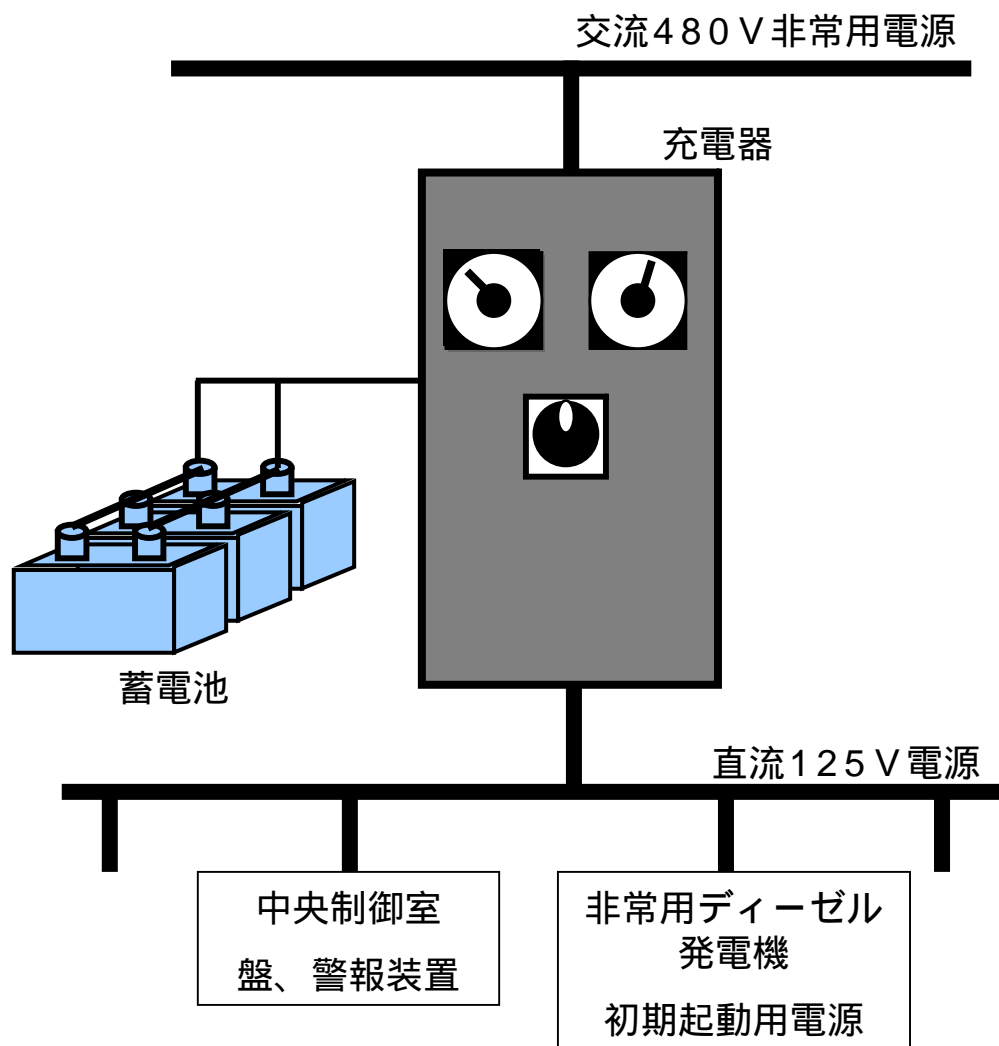 交流480V非常用電源
充電器
蓄電池
直流125V電源
中央制御室
盤、警報装置
非常用ディーゼル
発電機
初期起動用電源